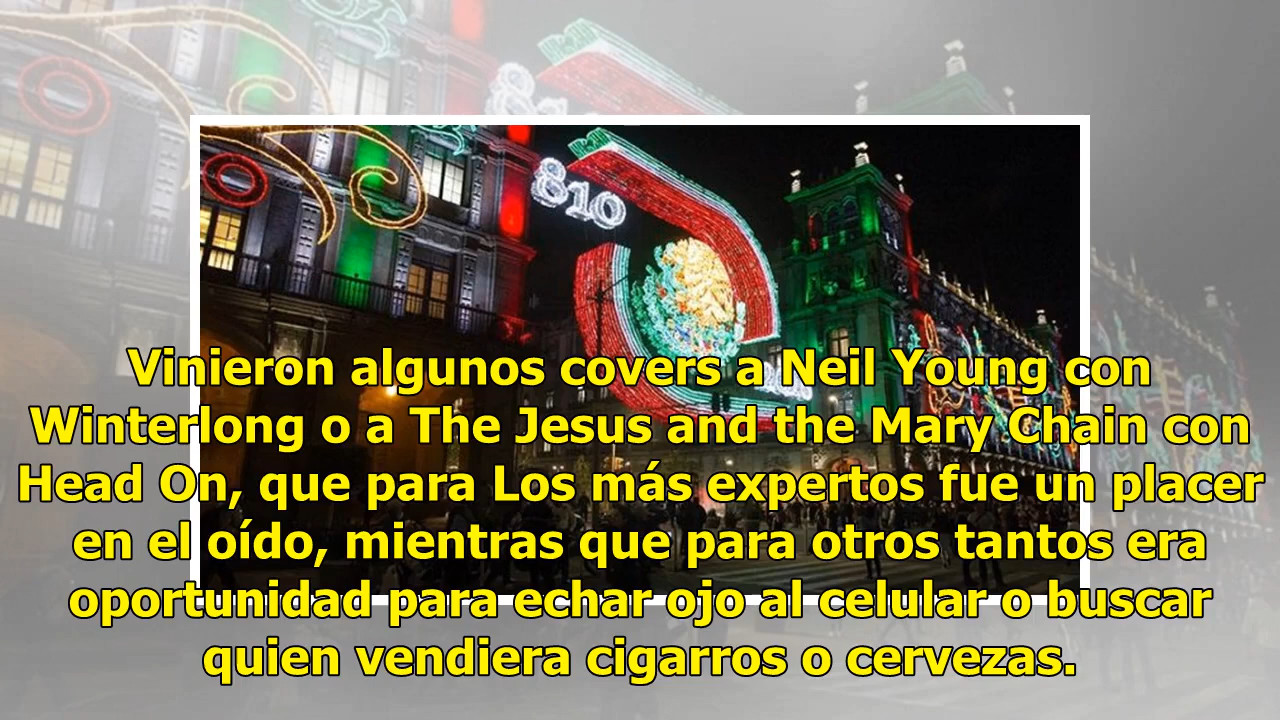 810
Vinieron algunos covers a Neil Young con
Winterlong o a The Jesus and the Mary Chain con
Head On, que para Los más expertos fue un placer
en el oído, mientras que para otros tantos era
oportunidad para echar ojo al celular o buscar
quien vendiera cigarros o cervezas.